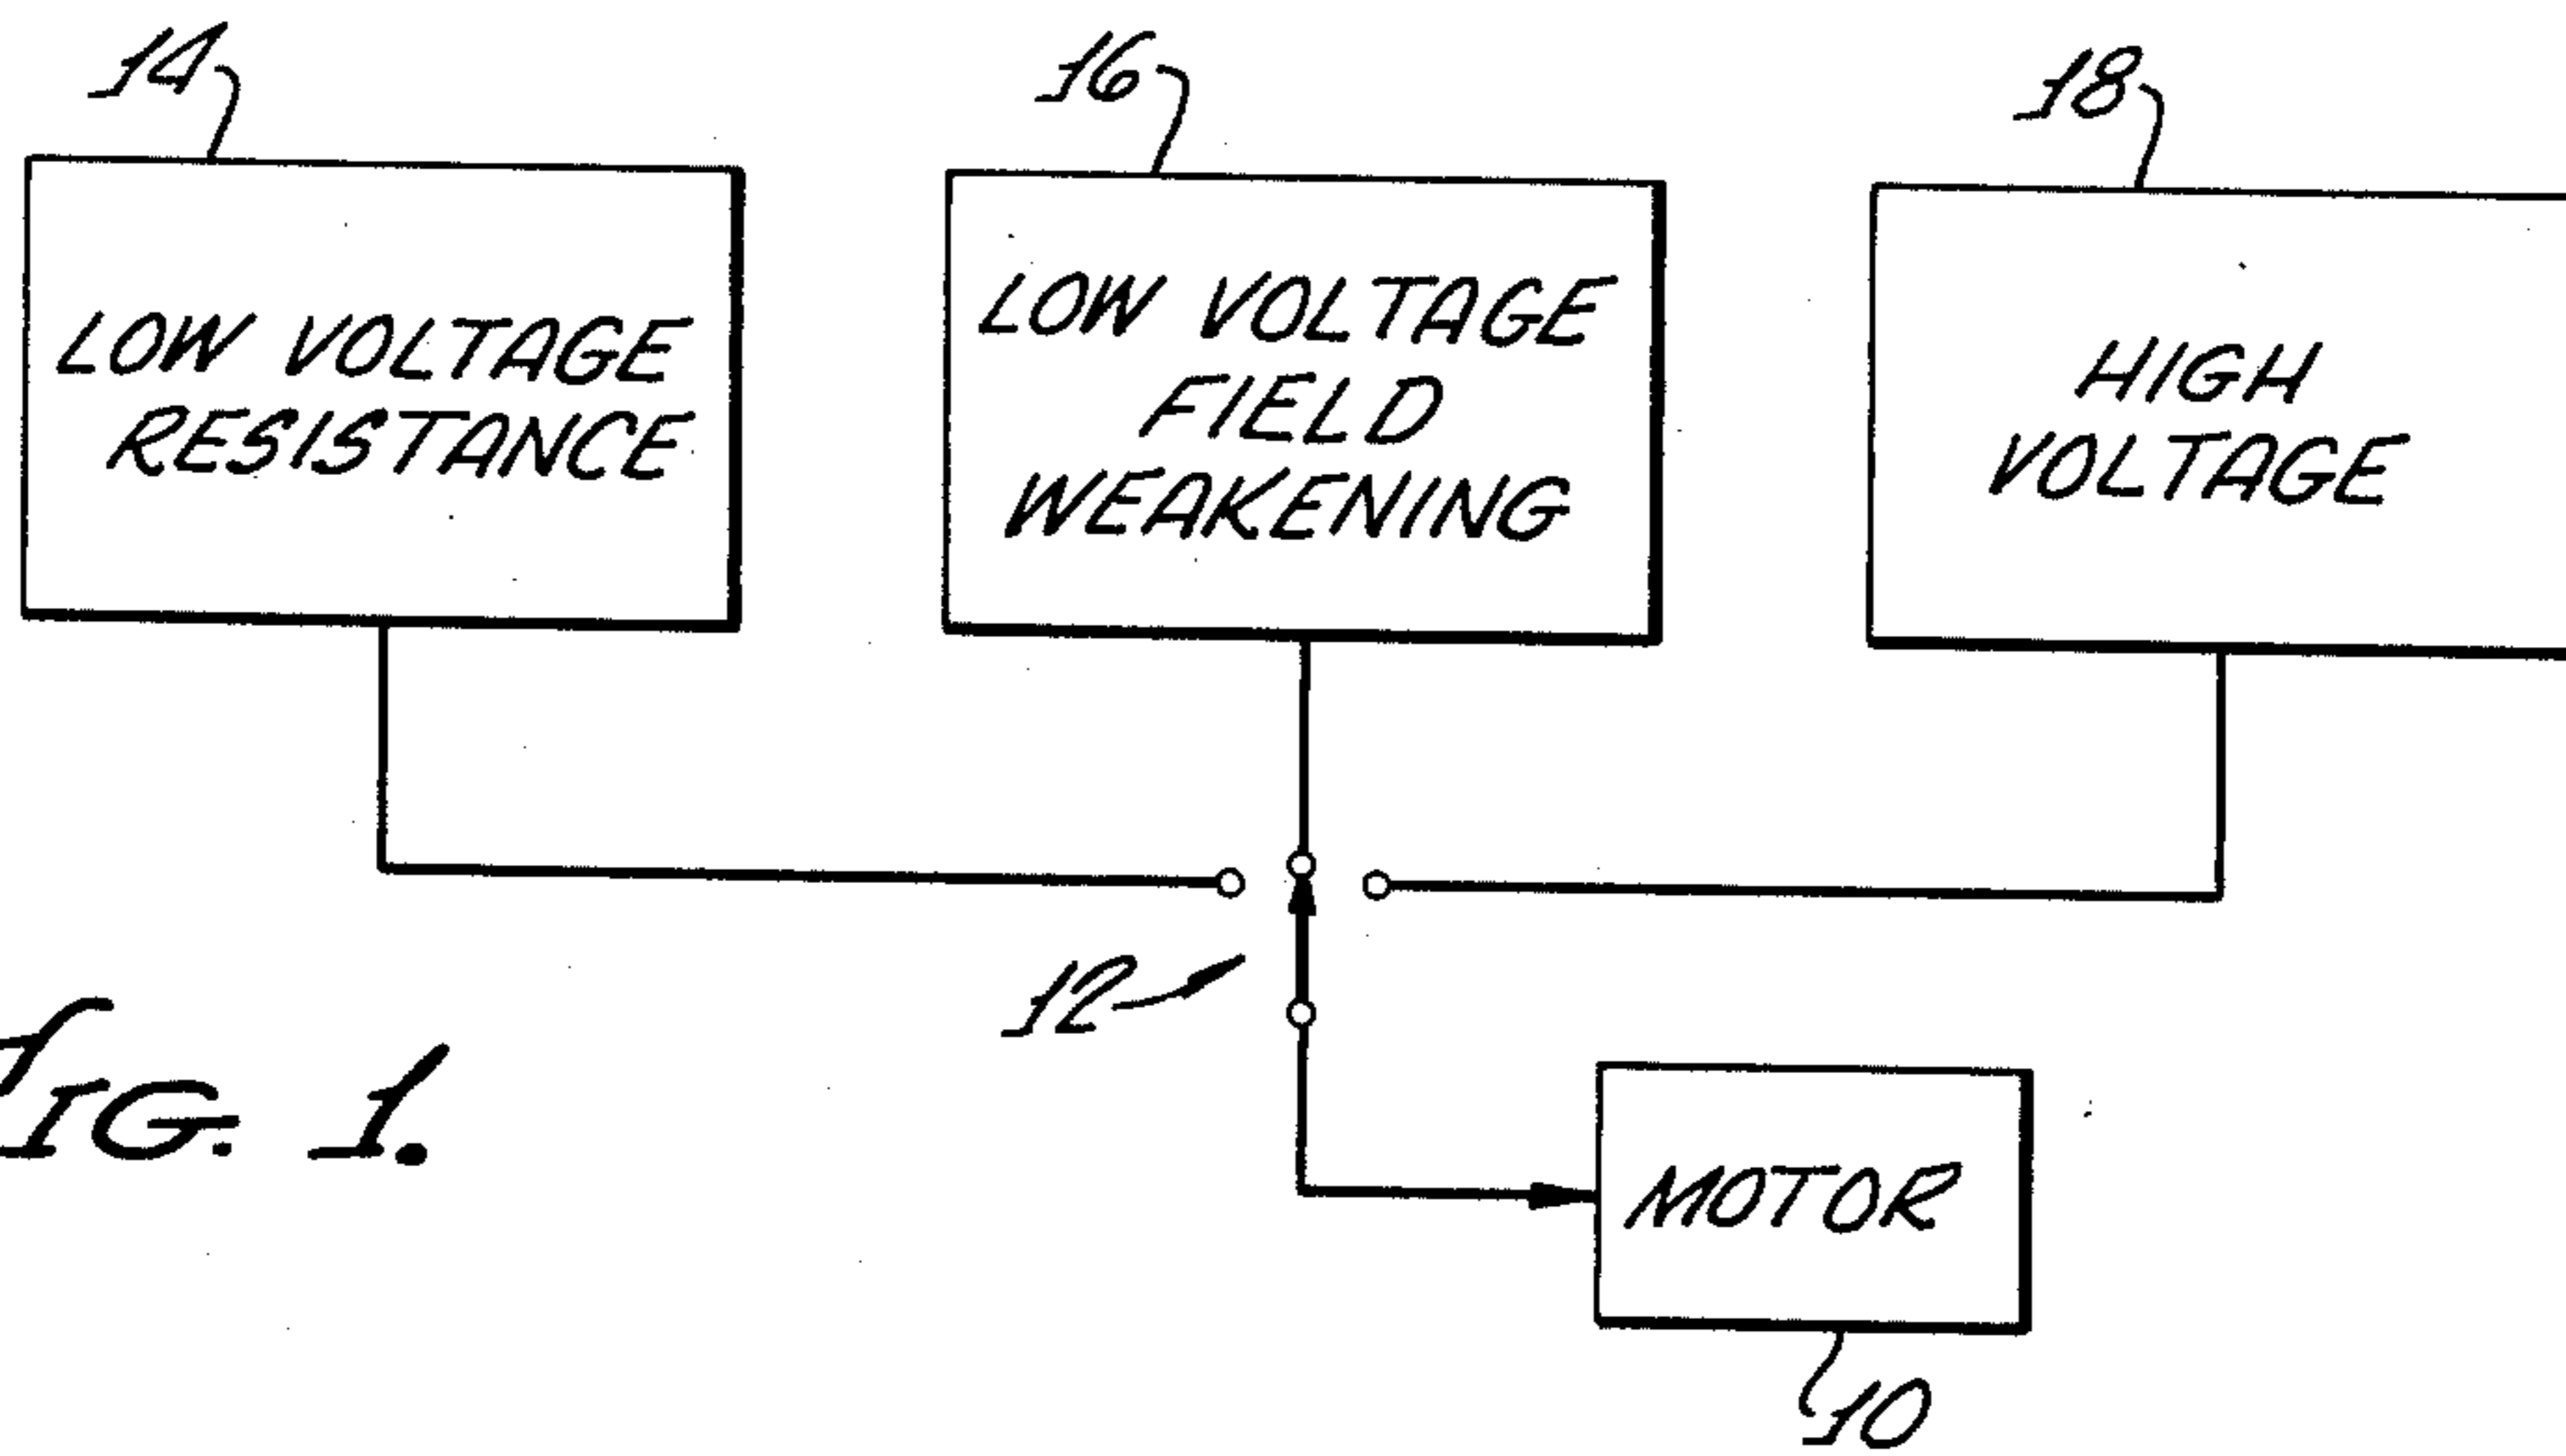 14
16
18
LOW VOLTAGE
RESISTANCE
LOW VOLTAGE
FIELD
WEAKENING
HIGH
VOLTAGE
12
FIG. 1.
MOTOR
10